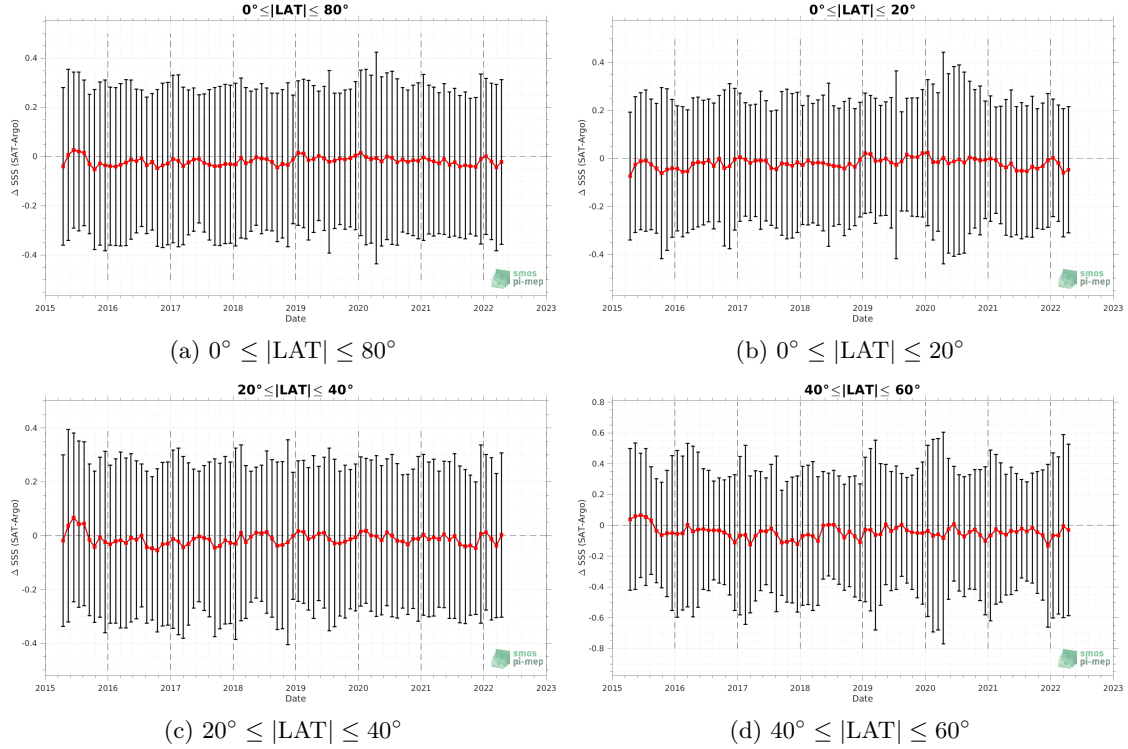 0°≤|LAT|≤ 80°
Δ SSS (SAT-Argo)
0.4
0.2
0
-0.2
-0.4
2015 2016 2017 2018 2019 2020 2021 2022 2023
Date
smos
pi-mep
(a) 0° ≤ |LAT| ≤ 80°
0°≤|LAT|≤ 20°
Δ SSS (SAT-Argo)
0.4
0.2
0
-0.2
-0.4
2015 2016 2017 2018 2019 2020 2021 2022 2023
Date
smos
pi-mep
(b) 0° ≤ |LAT| ≤ 20°
20°≤|LAT|≤ 40°
Δ SSS (SAT-Argo)
0.4
0.2
0
-0.2
-0.4
2015 2016 2017 2018 2019 2020 2021 2022 2023
Date
smos
pi-mep
(c) 20° ≤ |LAT| ≤ 40°
40°≤|LAT|≤ 60°
Δ SSS (SAT-Argo)
0.8
0.6
0.4
0.2
0
-0.2
-0.4
-0.6
-0.8
2015 2016 2017 2018 2019 2020 2021 2022 2023
Date
smos
pi-mep
(d) 40° ≤ |LAT| ≤ 60°